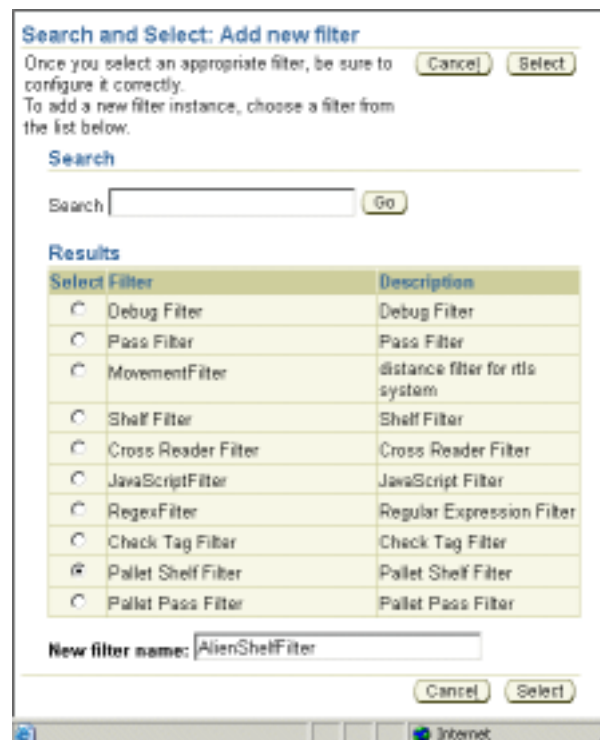 Search and Select: Add new filter
Once you select an appropriate filter, be sure to
configure it correctly.
To add a new filter instance, choose a filter from
the list below.
Cancel Select
Search
Search Go
Results
Select Filter Description
Debug Filter Debug Filter
Pass Filter Pass Filter
MovementFilter distance filter for rtls
system
Shelf Filter Shelf Filter
Cross Reader Filter Cross Reader Filter
JavaScriptFilter JavaScript Filter
RegexFilter Regular Expression Filter
Check Tag Filter Check Tag Filter
Pallet Shelf Filter Pallet Shelf Filter
Pallet Pass Filter Pallet Pass Filter
New filter name: AlienShelfFilter
Cancel Select
Internet